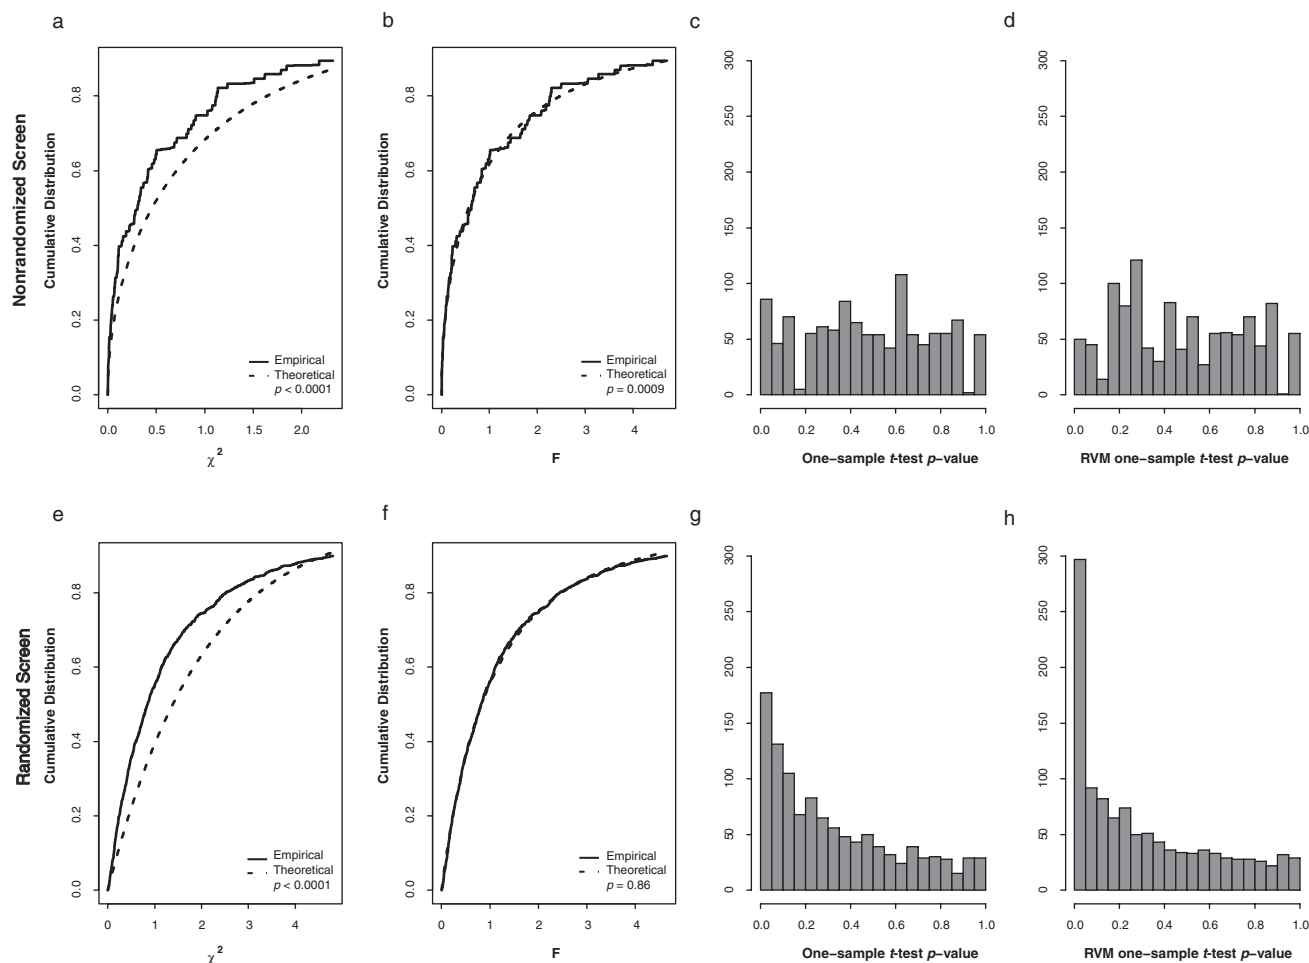 a
b
c
d
Nonrandomized Screen
Cumulative Distribution
0.0 0.2 0.4 0.6 0.8
Empirical
Theoretical
p < 0.0001
0.0 0.5 1.0 1.5 2.0
χ 2
Cumulative Distribution
0.0 0.2 0.4 0.6 0.8
Empirical
Theoretical
p = 0.0009
0 1 2 3 4
F
0 50 100 150 200 250 300
0.0 0.2 0.4 0.6 0.8 1.0
One−sample t-test p−value
0 50 100 150 200 250 300
0.0 0.2 0.4 0.6 0.8 1.0
RVM one−sample t-test p−value
e
f
g
h
Randomized Screen
Cumulative Distribution
0.0 0.2 0.4 0.6 0.8
Empirical
Theoretical
p < 0.0001
0 1 2 3 4
χ 2
Cumulative Distribution
0.0 0.2 0.4 0.6 0.8
Empirical
Theoretical
p = 0.86
0 1 2 3 4
F
0 50 100 150 200 250 300
0.0 0.2 0.4 0.6 0.8 1.0
One−sample t-test p−value
0 50 100 150 200 250 300
0.0 0.2 0.4 0.6 0.8 1.0
RVM one−sample t-test p−value